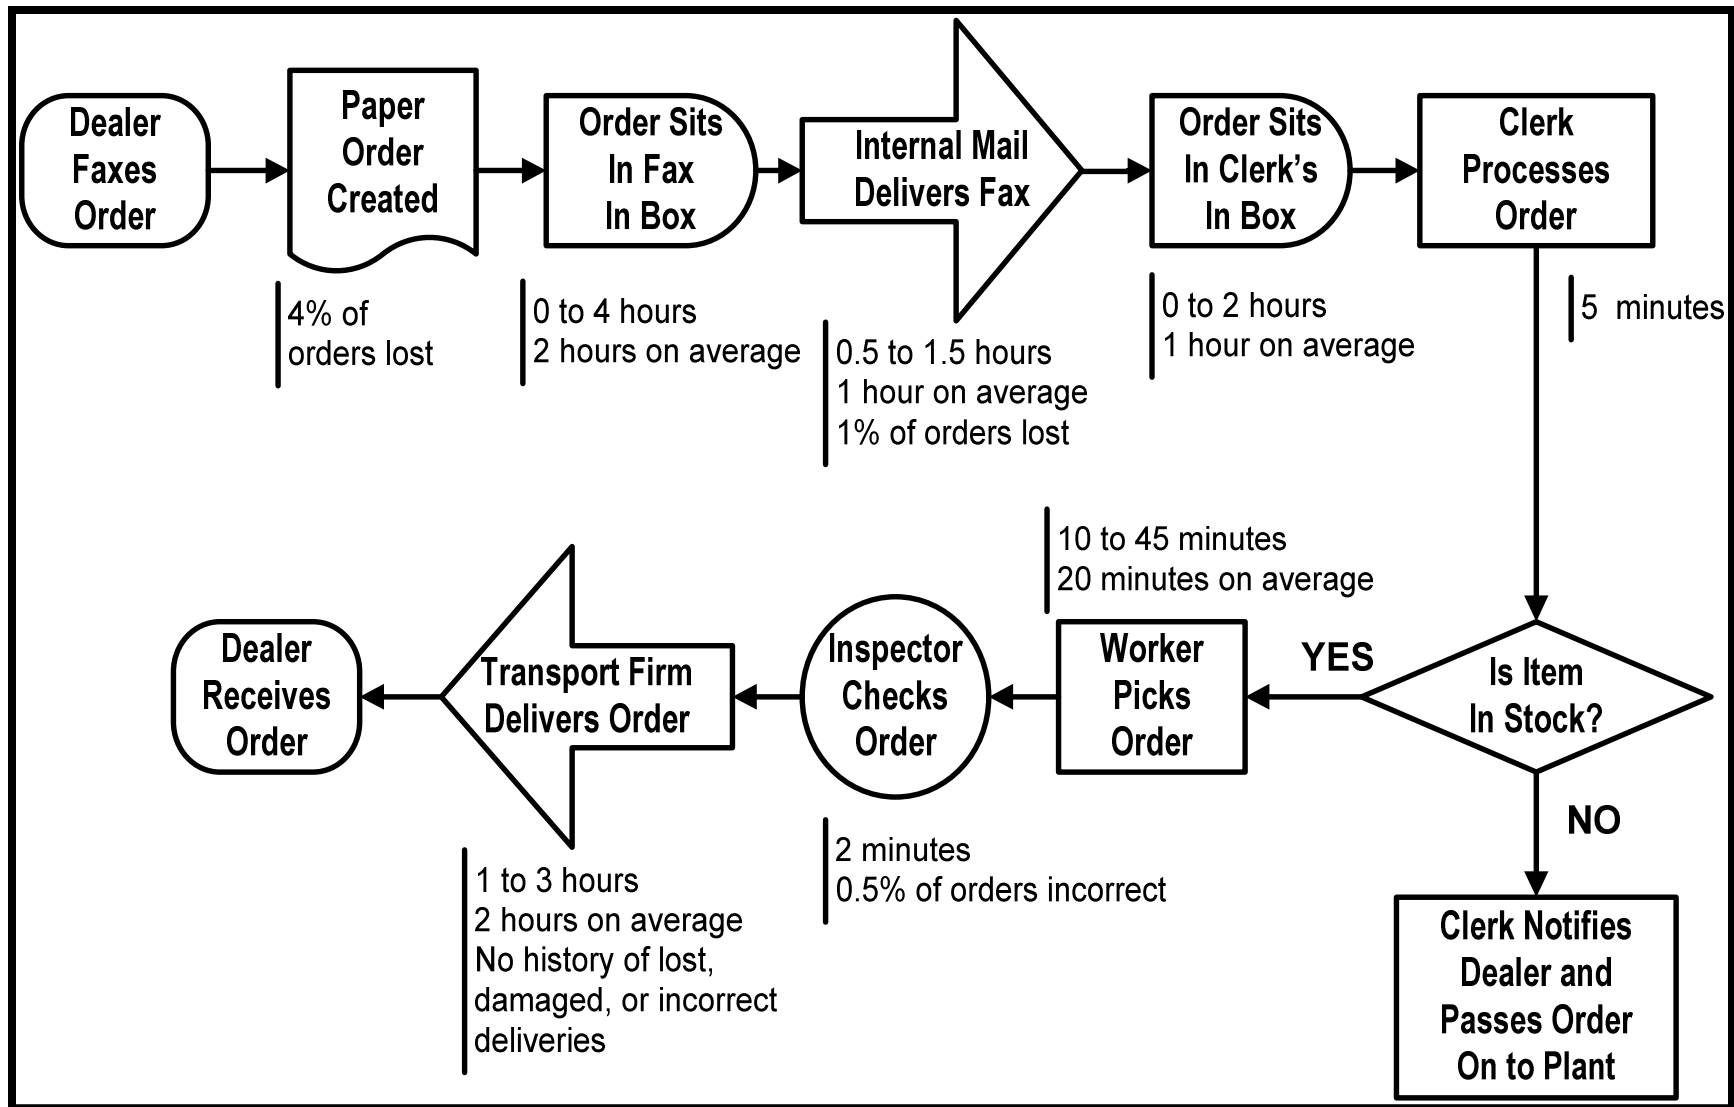 Dealer
Faxes
Order
Paper
Order
Created
4% of
orders lost
Order Sits
In Fax
In Box
0 to 4 hours
2 hours on average
Internal Mail
Delivers Fax
0.5 to 1.5 hours
1 hour on average
1% of orders lost
Order Sits
In Clerk's
In Box
0 to 2 hours
1 hour on average
Clerk
Processes
Order
5 minutes
Is Item
In Stock?
YES
NO
Clerk Notifies
Dealer and
Passes Order
On to Plant
10 to 45 minutes
20 minutes on average
Worker
Picks
Order
Inspector
Checks
Order
2 minutes
0.5% of orders incorrect
Transport Firm
Delivers Order
1 to 3 hours
2 hours on average
No history of lost,
damaged, or incorrect
deliveries
Dealer
Receives
Order